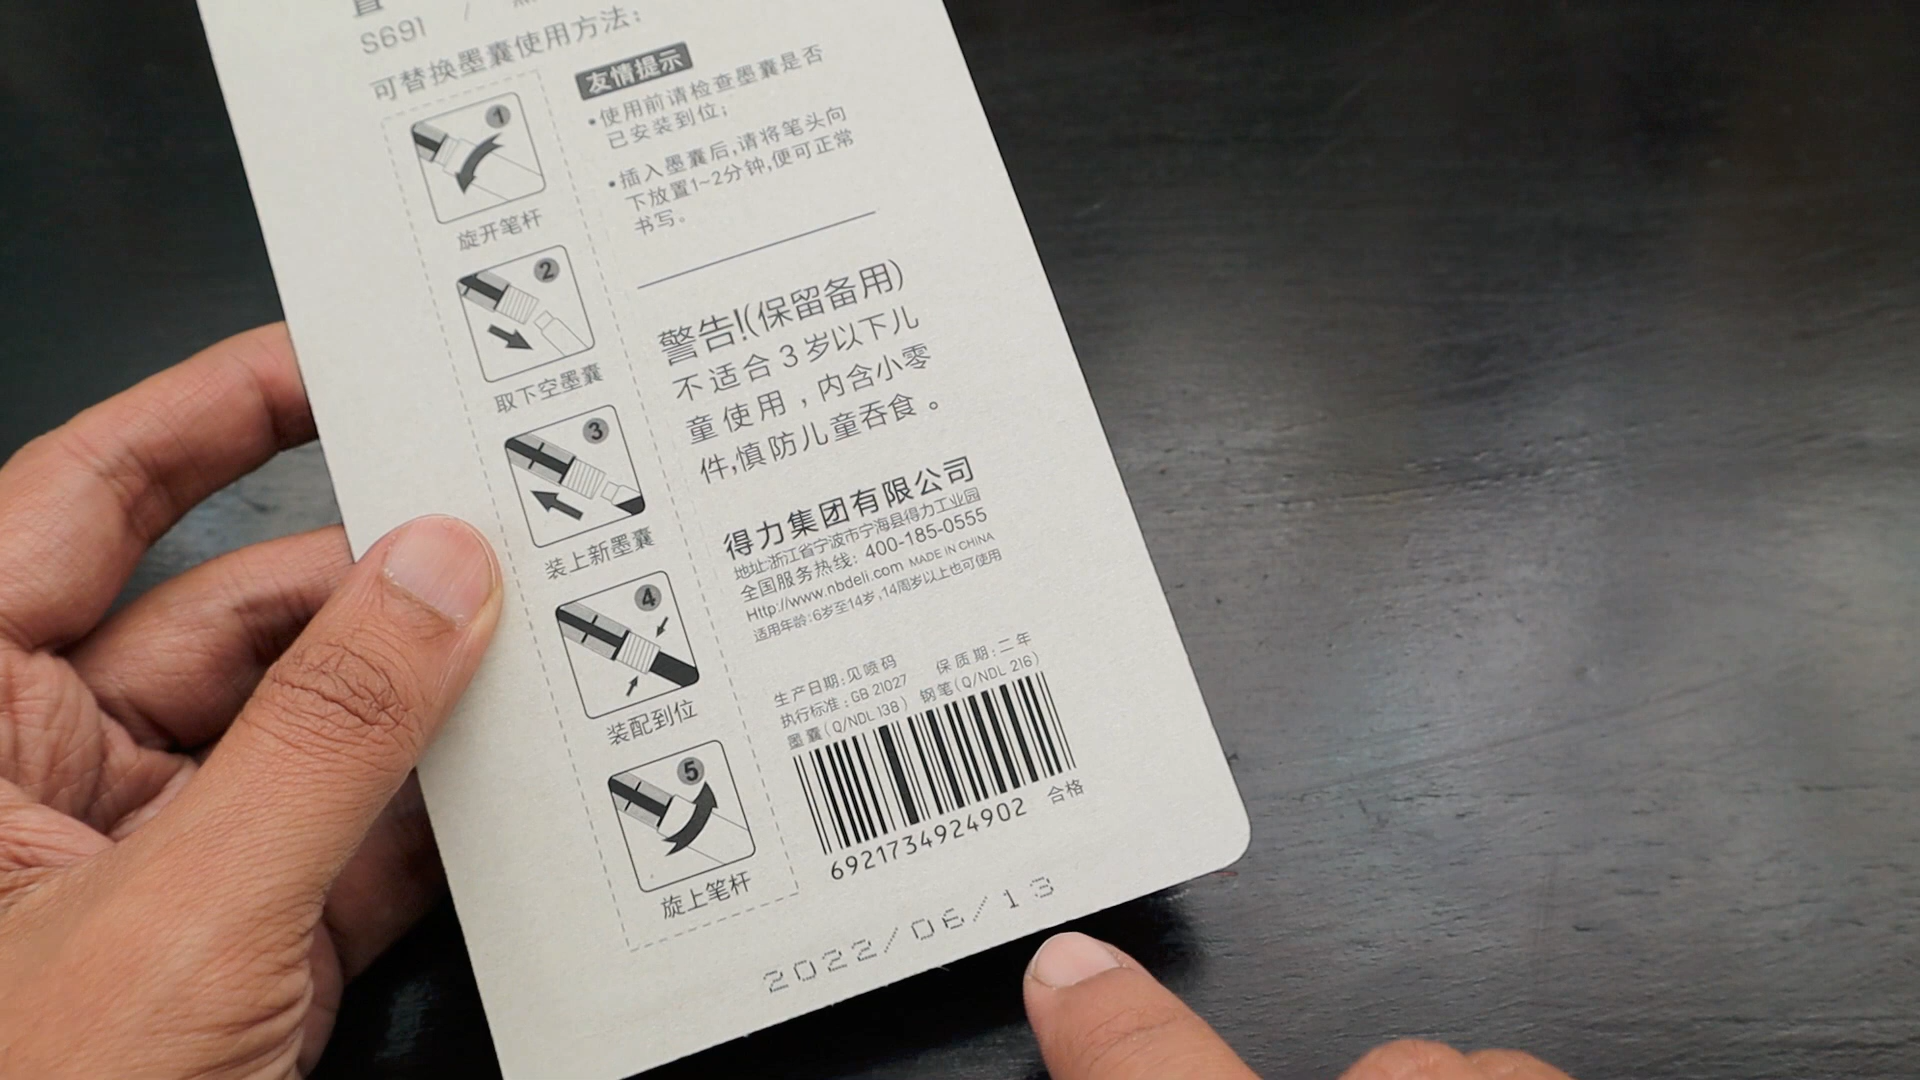 S691 /
可替换墨囊使用方法:
1
旋开笔杆
2
取下空墨囊
3
装上新墨囊
4
装配到位
5
旋上笔杆
友情提示
•使用前请检查墨囊是否
已安装到位;
•插入墨囊后,请将笔头向
下放置1~2分钟,便可正常
书写。
警告!(保留备用)
不适合3岁以下儿
童使用,内含小零
件,慎防儿童吞食。
得力集团有限公司
地址:浙江省宁波市宁海县得力工业园
全国服务热线: 400-185-0555
Http://www.nbdeli.com MADE IN CHINA
适用年龄:6岁至14岁,14周岁以上也可使用
生产日期:见喷码 保质期:二年
执行标准: GB 21027 钢笔(Q/NDL 216)
墨囊(Q/NDL 138)
6921734924902 合格
2022/06/13